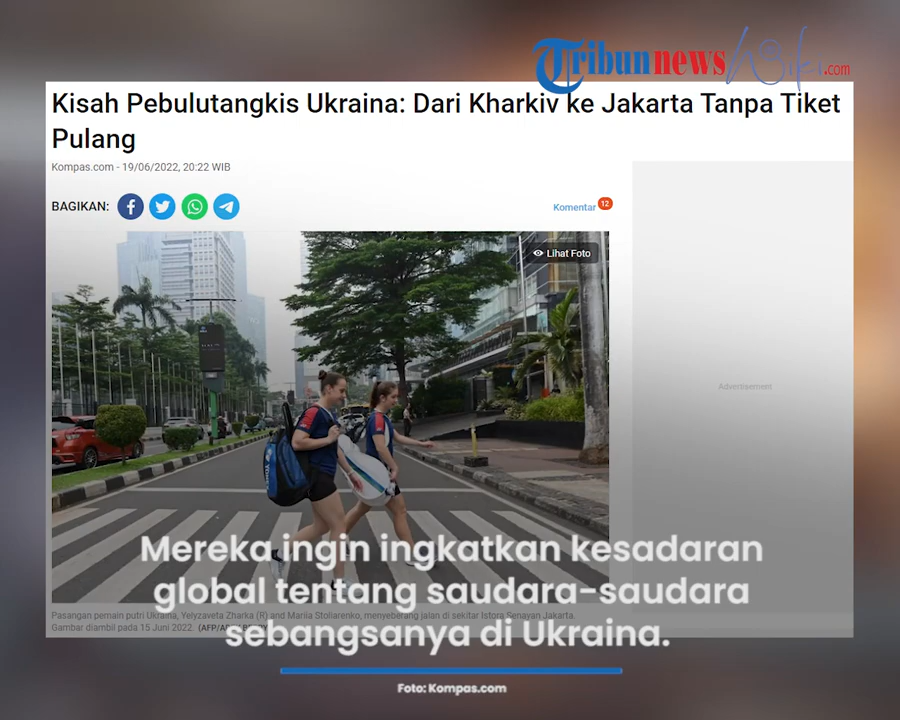 Tribunnews Wiki.com
Kisah Pebulutangkis Ukraina: Dari Kharkiv ke Jakarta Tanpa Tiket
Pulang
Kompas.com - 19/06/2022, 20:22 WIB
BAGIKAN:
Komentar 12
Lihat Foto
Advertisement
Mereka ingin ingkatkan kesadaran
global tentang saudara-saudara
sebangsanya di Ukraina.
Pasangan pemain putri Ukraina, Yelyzaveta Zharka (R) and Mariia Stoliarenko, menyeberang jalan di sekitar Istora Senayan Jakarta.
Gambar diambil pada 15 Juni 2022. (AFP/
Foto: Kompas.com